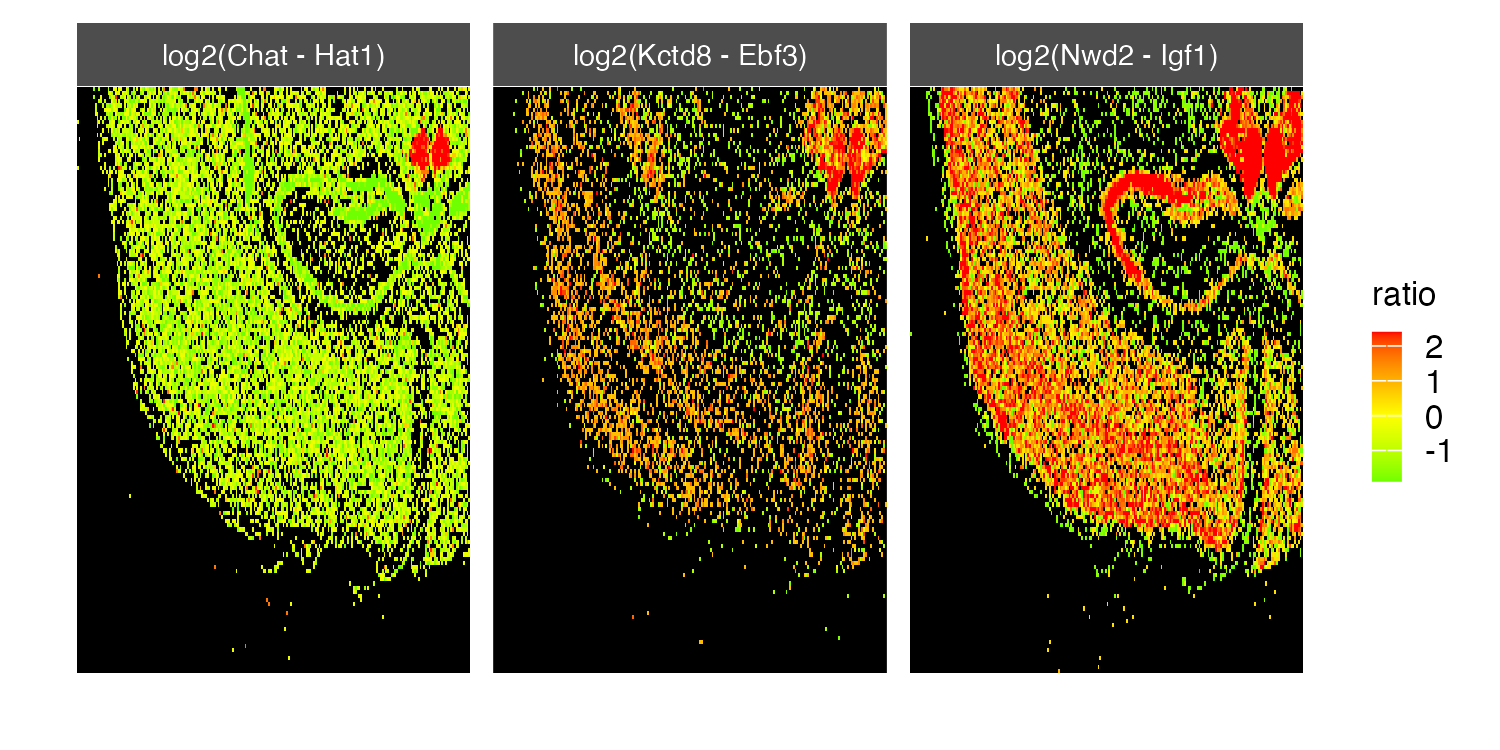 log2(Chat - Hat1)
log2(Kctd8 - Ebf3)
log2(Nwd2 - Igf1)
ratio
2
1
0
-1